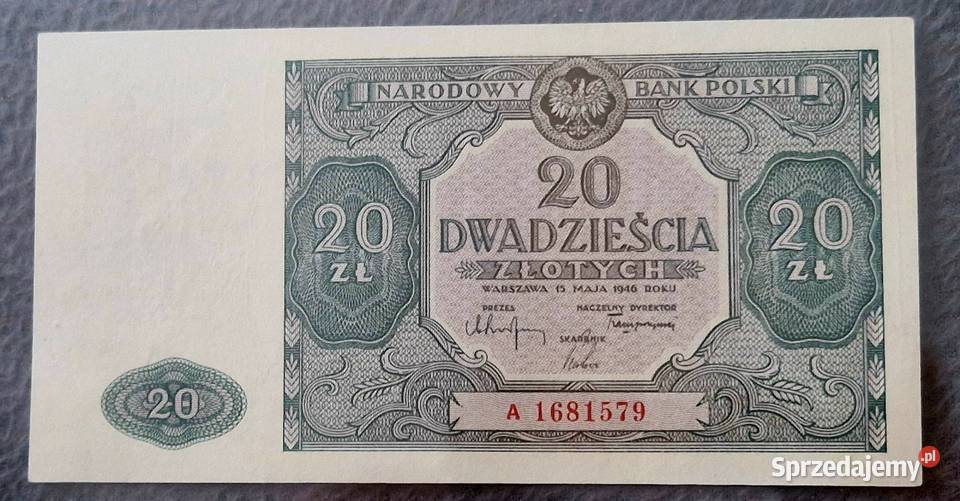 NARODOWY BANK POLSKI
20
DWADZIEŚCIA
ZŁOTYCH
WARSZAWA 15 MAJA 1946 ROKU
PREZES NACZELNY DYREKTOR
SKARBNIK
20 ZŁ
20 ZŁ
20
A 1681579
Sprzedajemy.pl